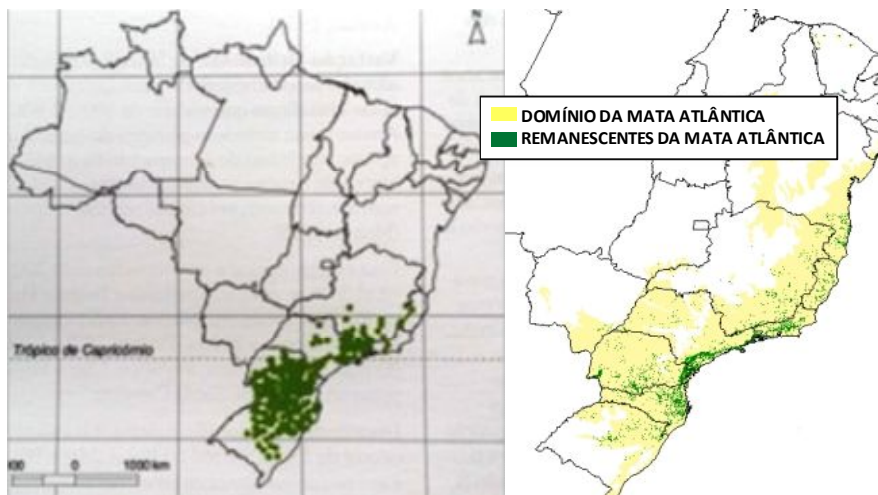 N
DOMÍNIO DA MATA ATLÂNTICA
REMANESCENTES DA MATA ATLÂNTICA
Trópico de Capricórnio
0
1000 km